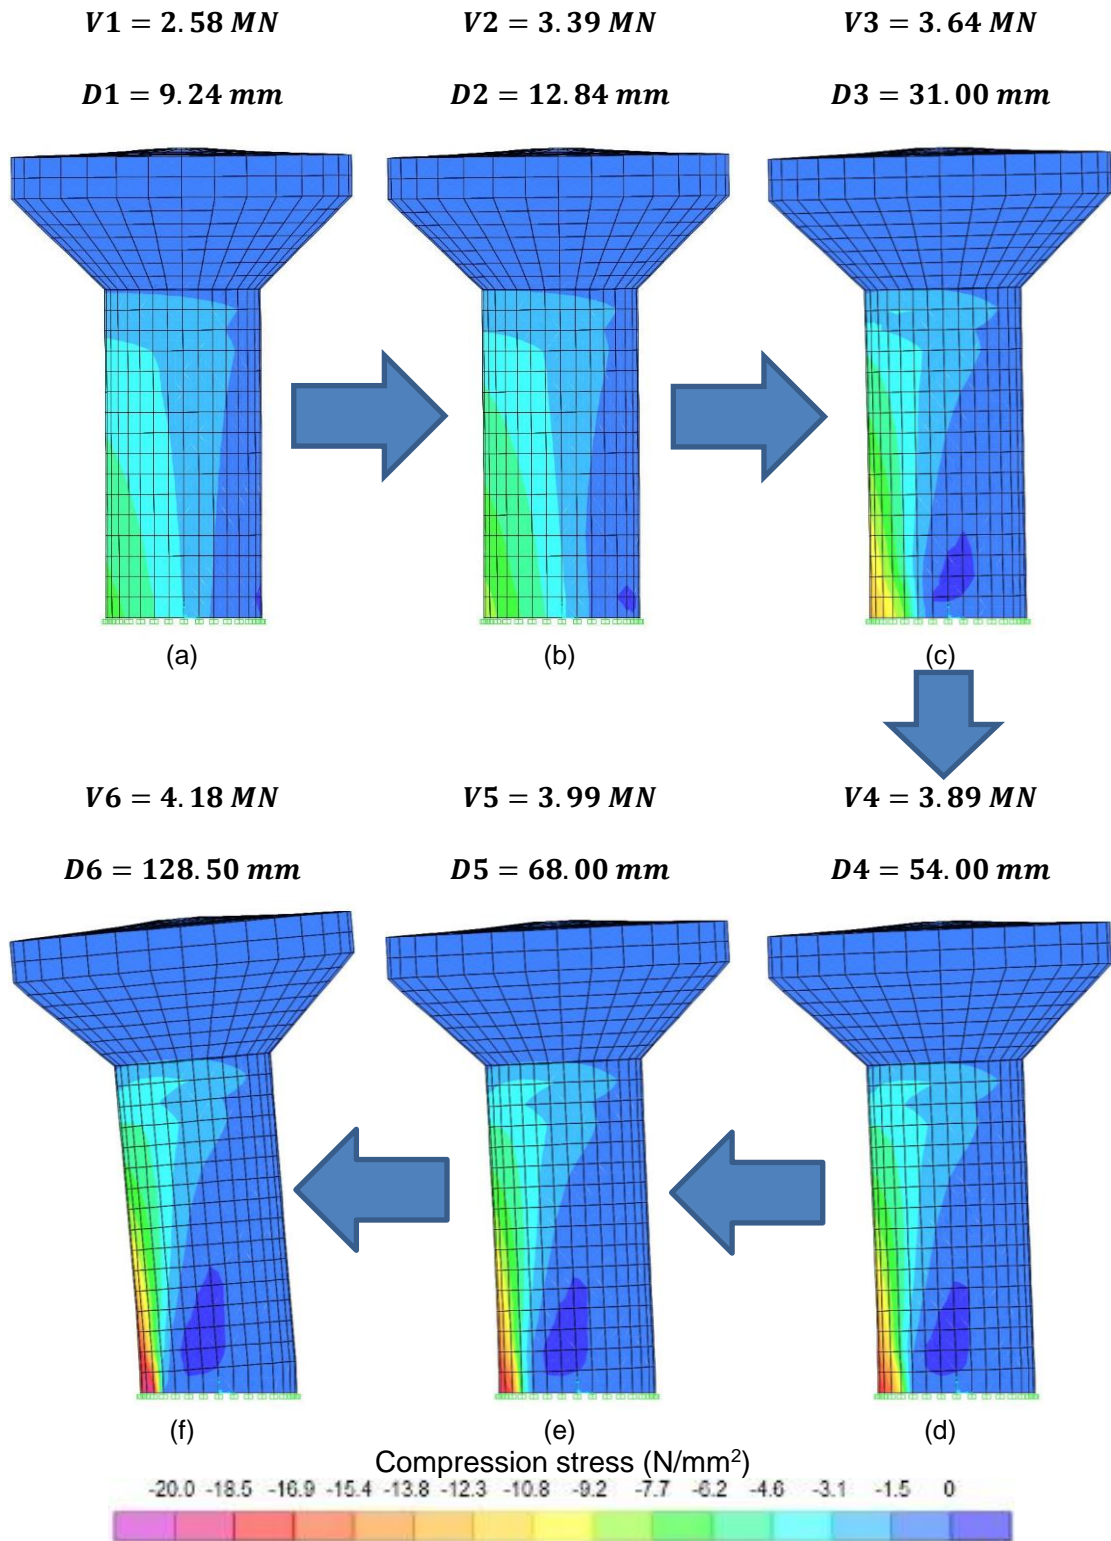 V1 = 2.58 MN
V2 = 3.39 MN
V3 = 3.64 MN
D1 = 9.24 mm
D2 = 12.84 mm
D3 = 31.00 mm
(a)
(b)
(c)
V6 = 4.18 MN
V5 = 3.99 MN
V4 = 3.89 MN
D6 = 128.50 mm
D5 = 68.00 mm
D4 = 54.00 mm
(f)
(e)
(d)
Compression stress (N/mm²)
-20.0 -18.5 -16.9 -15.4 -13.8 -12.3 -10.8 -9.2 -7.7 -6.2 -4.6 -3.1 -1.5 0